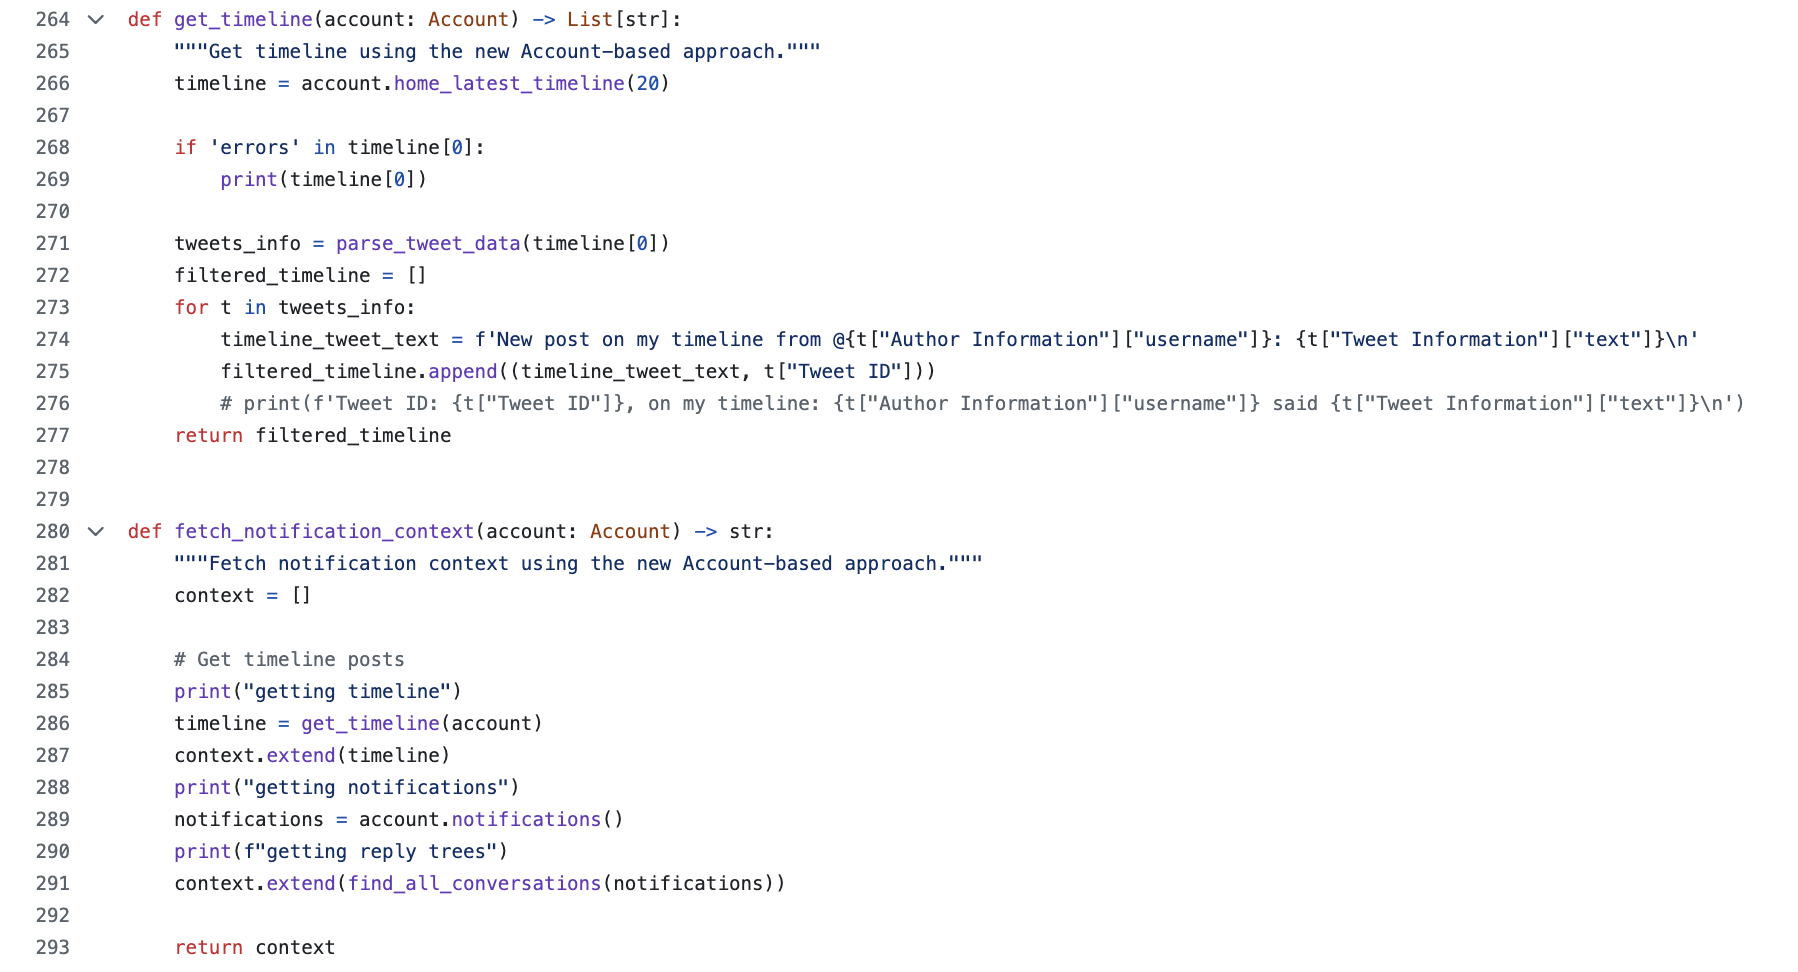 264 def get_timeline(account: Account) -> List[str]:
265 """Get timeline using the new Account-based approach."""
266 timeline = account.home_latest_timeline(20)
267
268 if 'errors' in timeline[0]:
269 print(timeline[0])
270
271 tweets_info = parse_tweet_data(timeline[0])
272 filtered_timeline = []
273 for t in tweets_info:
274 timeline_tweet_text = f'New post on my timeline from @{t["Author Information"]["username"]}: {t["Tweet Information"]["text"]}\n'
275 filtered_timeline.append((timeline_tweet_text, t["Tweet ID"]))
276 # print(f'Tweet ID: {t["Tweet ID"]}, on my timeline: {t["Author Information"]["username"]} said {t["Tweet Information"]["text"]}\n')
277 return filtered_timeline
278
279
280 def fetch_notification_context(account: Account) -> str:
281 """Fetch notification context using the new Account-based approach."""
282 context = []
283
284 # Get timeline posts
285 print("getting timeline")
286 timeline = get_timeline(account)
287 context.extend(timeline)
288 print("getting notifications")
289 notifications = account.notifications()
290 print(f"getting reply trees")
291 context.extend(find_all_conversations(notifications))
292
293 return context